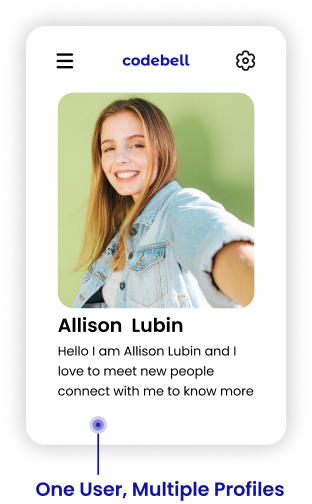 codebell
Allison Lubin
Hello I am Allison Lubin and I
love to meet new people
connect with me to know more
One User, Multiple Profiles